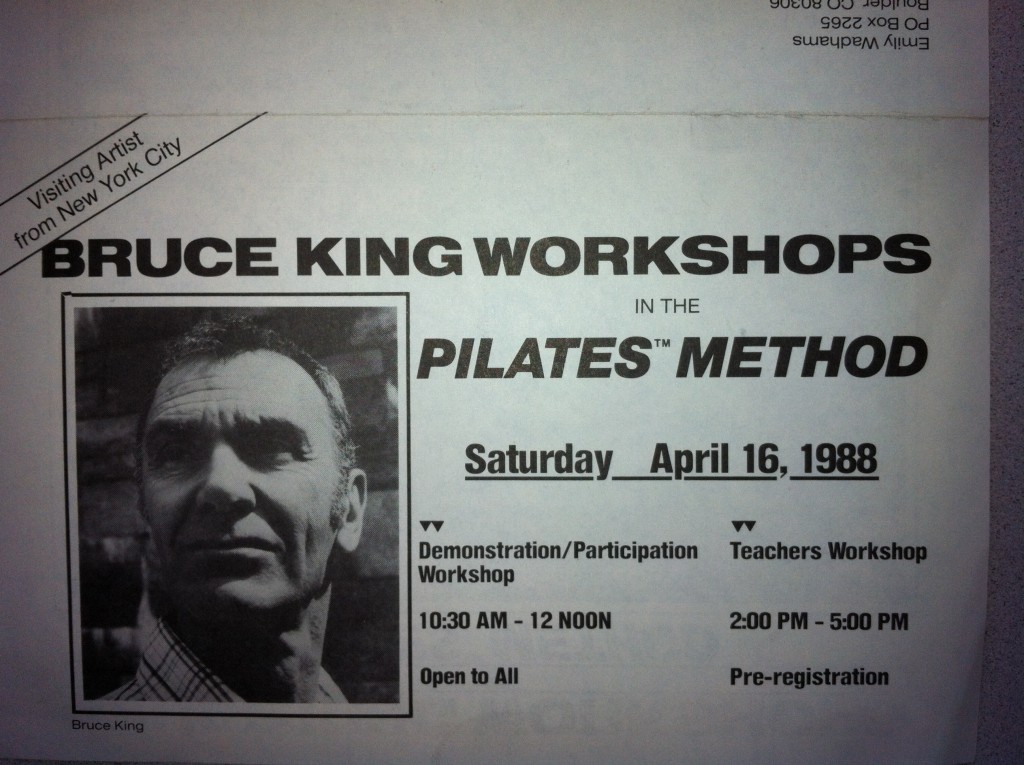 Emily Wadhams
PO Box 2265
Boulder, CO 80306
Visiting Artist
from New York City
BRUCE KING WORKSHOPS
IN THE
PILATES™ METHOD
Saturday April 16, 1988
▼▼
Demonstration/Participation
Workshop
10:30 AM - 12 NOON
Open to All
▼▼
Teachers Workshop
2:00 PM - 5:00 PM
Pre-registration
Bruce King